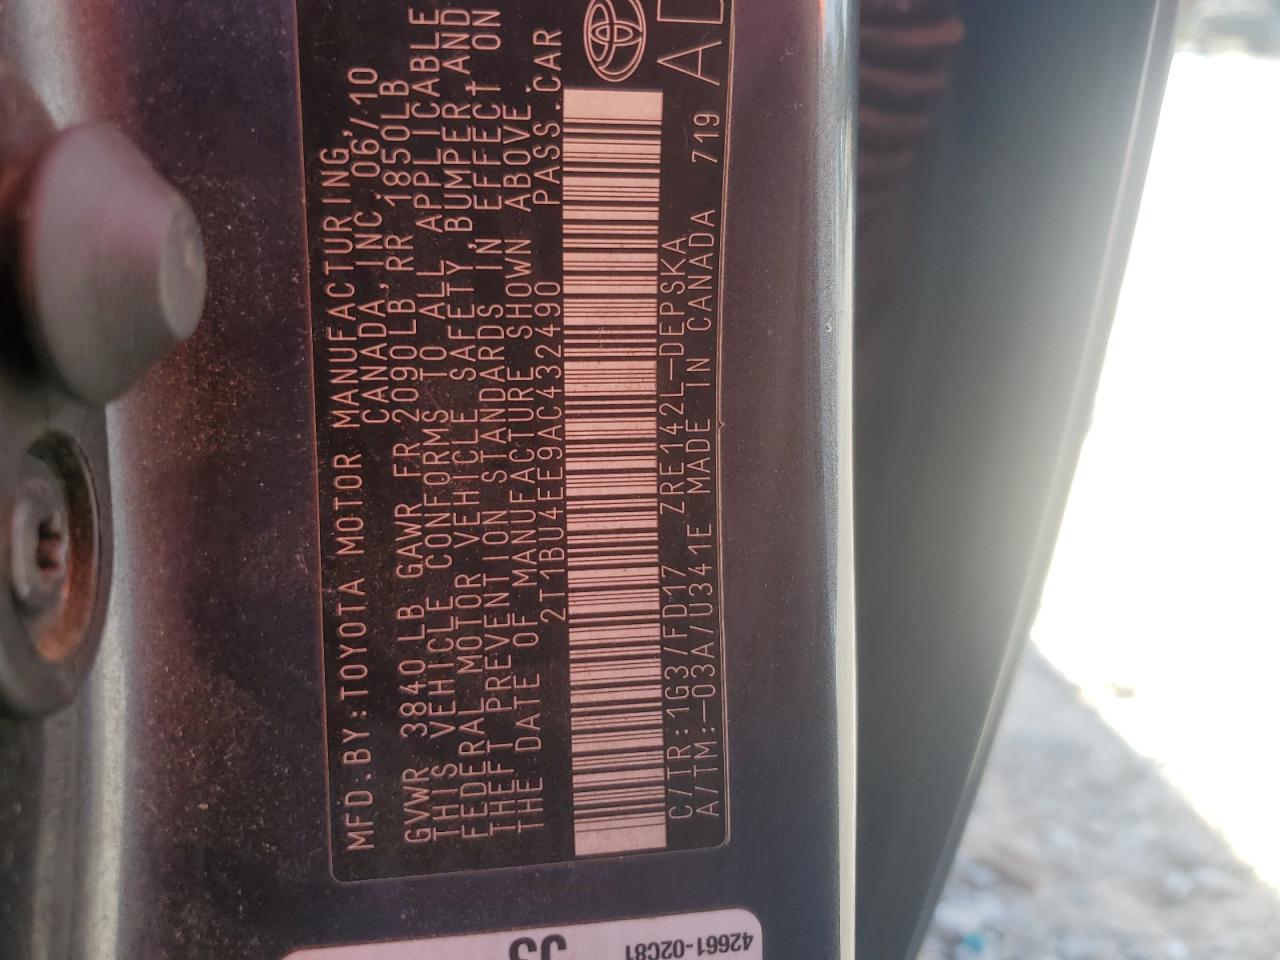 MFD.BY:TOYOTA MOTOR MANUFACTURING,
CANADA,INC. 06/10
GVWR 3840LB GAWR FR 2090LB,RR 1850LB
THIS VEHICLE CONFORMS TO ALL APPLICABLE
FEDERAL MOTOR VEHICLE SAFETY,BUMPER,AND
THEFT PREVENTION STANDARDS IN EFFECT ON
THE DATE OF MANUFACTURE SHOWN ABOVE.
2T1BU4EE9AC432490 PASS.CAR
C/TR:1G3/FD17 ZRE142L-DEPSKA
A/TM:-03A/U341E MADE IN CANADA 719
42661-02C81